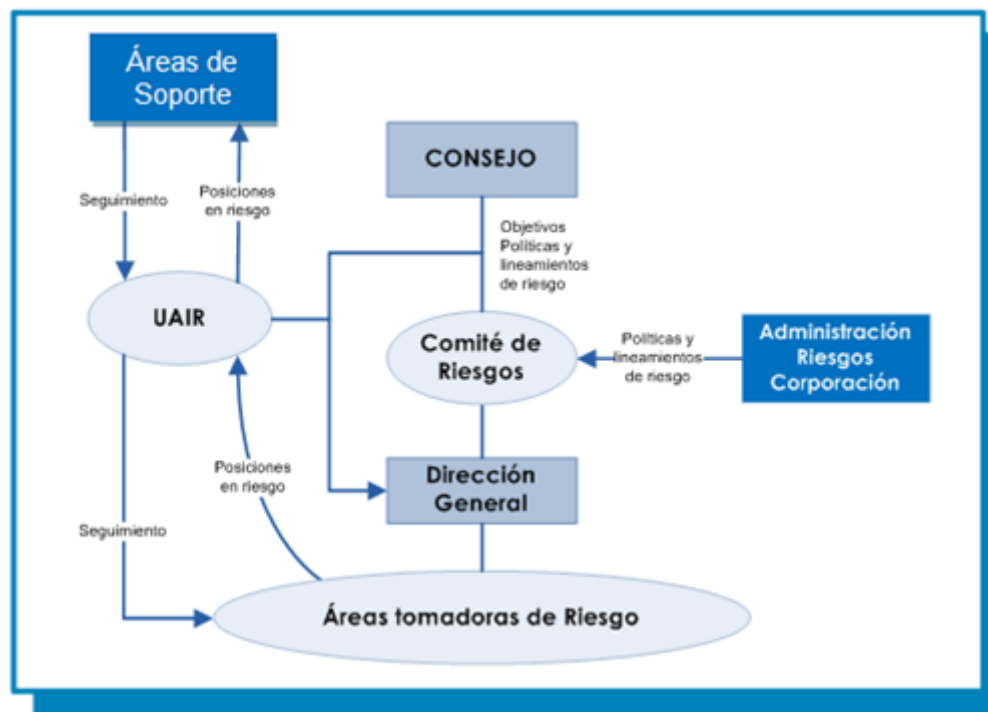 Áreas de
Soporte
CONSEJO
Seguimiento
Posiciones
en riesgo
Objetivos
Políticas y
lineamientos
de riesgo
UAIR
Comité de
Riesgos
Políticas y
lineamientos
de riesgo
Administración
Riesgos
Corporación
Posiciones
en riesgo
Dirección
General
Seguimiento
Áreas tomadoras de Riesgo